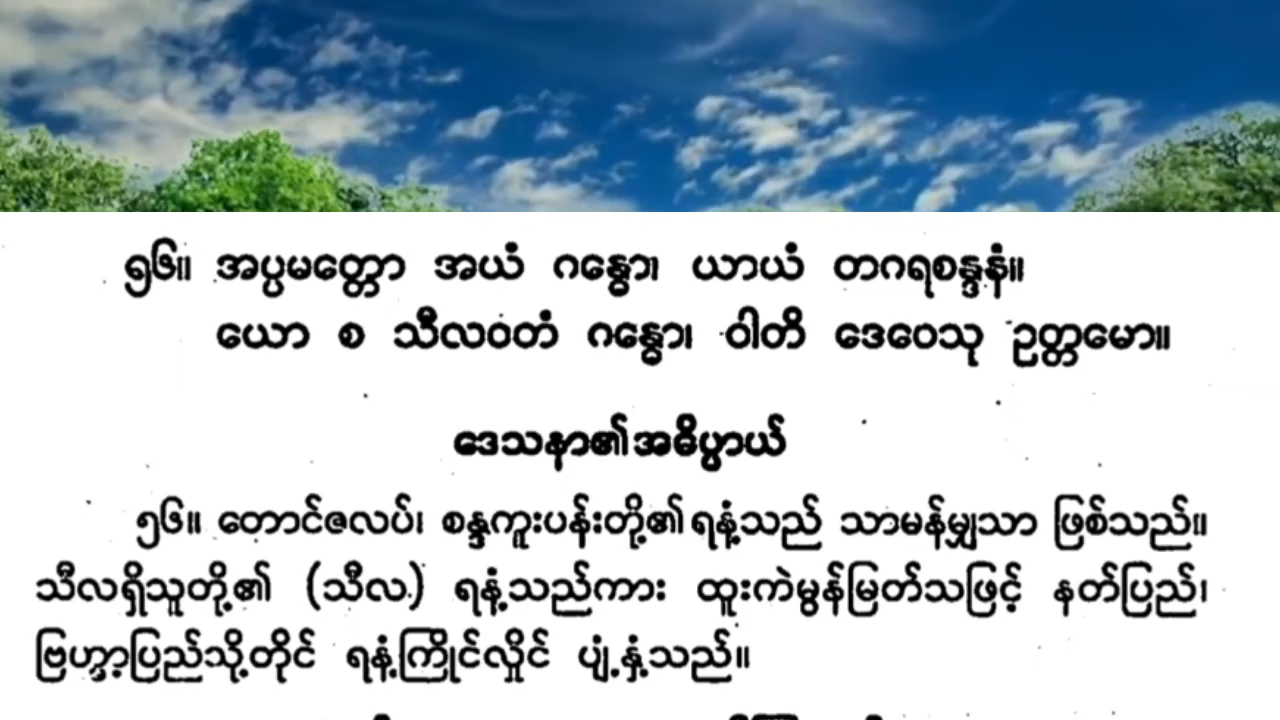 ၅၆။ အပ္ပမတ္တော အယံ ဂန္ဓော၊ ယာယံ တဂရစန္ဒနံ။
ယော စ သီလဝတံ ဂန္ဓော၊ ဝါတိ ဒေဝေသု ဥတ္တမော။
ဒေသနာ၏အဓိပ္ပာယ်
၅၆။ တောင်ဇလပ်၊ စန္ဒကူးပန်းတို့၏ ရနံ့သည် သာမန်မျှသာ ဖြစ်သည်။
သီလရှိသူတို့၏ (သီလ) ရနံ့သည်ကား ထူးကဲမွန်မြတ်သဖြင့် နတ်ပြည်၊
ဗြဟ္မာ့ပြည်သို့တိုင် ရနံ့ကြိုင်လှိုင် ပျံ့နှံ့သည်။